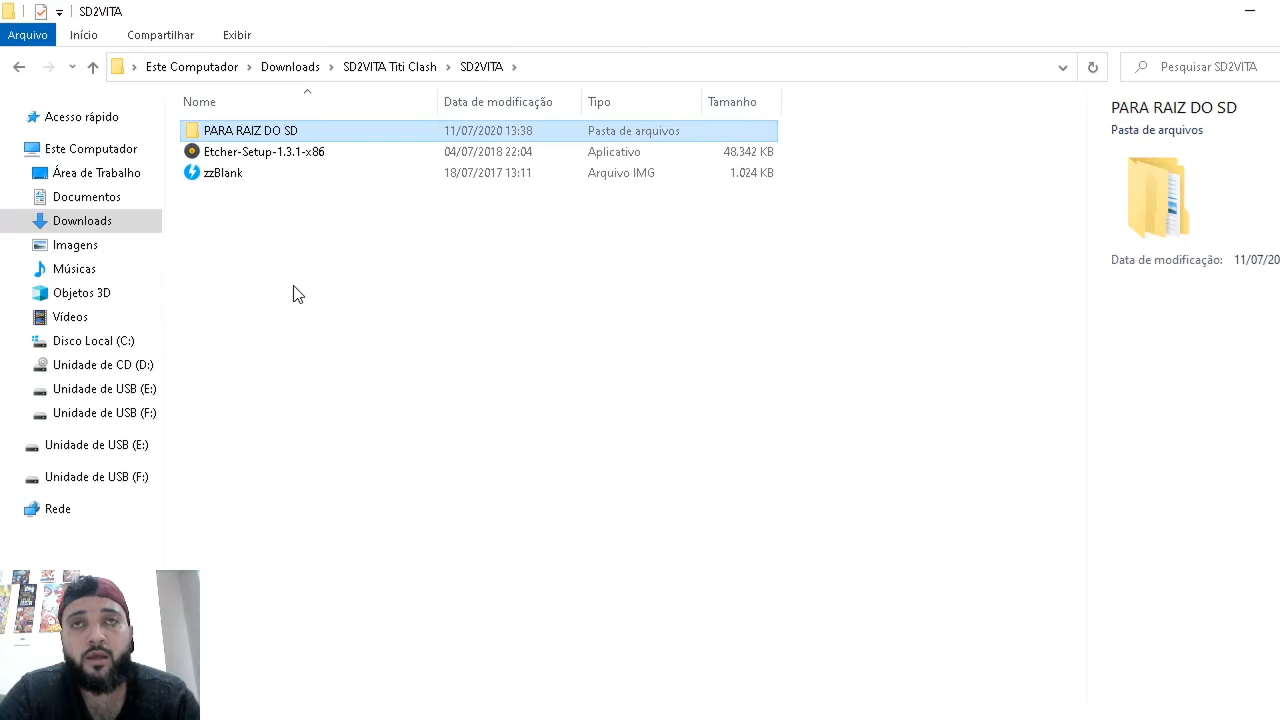 SD2VITA
Arquivo Início Compartilhar Exibir
Este Computador Downloads SD2VITA Titi Clash SD2VITA
Pesquisar SD2VITA
Nome Data de modificação Tipo Tamanho
PARA RAIZ DO SD 11/07/2020 13:38 Pasta de arquivos
Etcher-Setup-1.3.1-x86 04/07/2018 22:04 Aplicativo 48.342 KB
zzBlank 18/07/2017 13:11 Arquivo IMG 1.024 KB
Acesso rápido
Este Computador
Área de Trabalho
Documentos
Downloads
Imagens
Músicas
Objetos 3D
Vídeos
Disco Local (C:)
Unidade de CD (D:)
Unidade de USB (E:)
Unidade de USB (F:)
Unidade de USB (E:)
Unidade de USB (F:)
Rede
PARA RAIZ DO SD
Pasta de arquivos
Data de modificação: 11/07/20